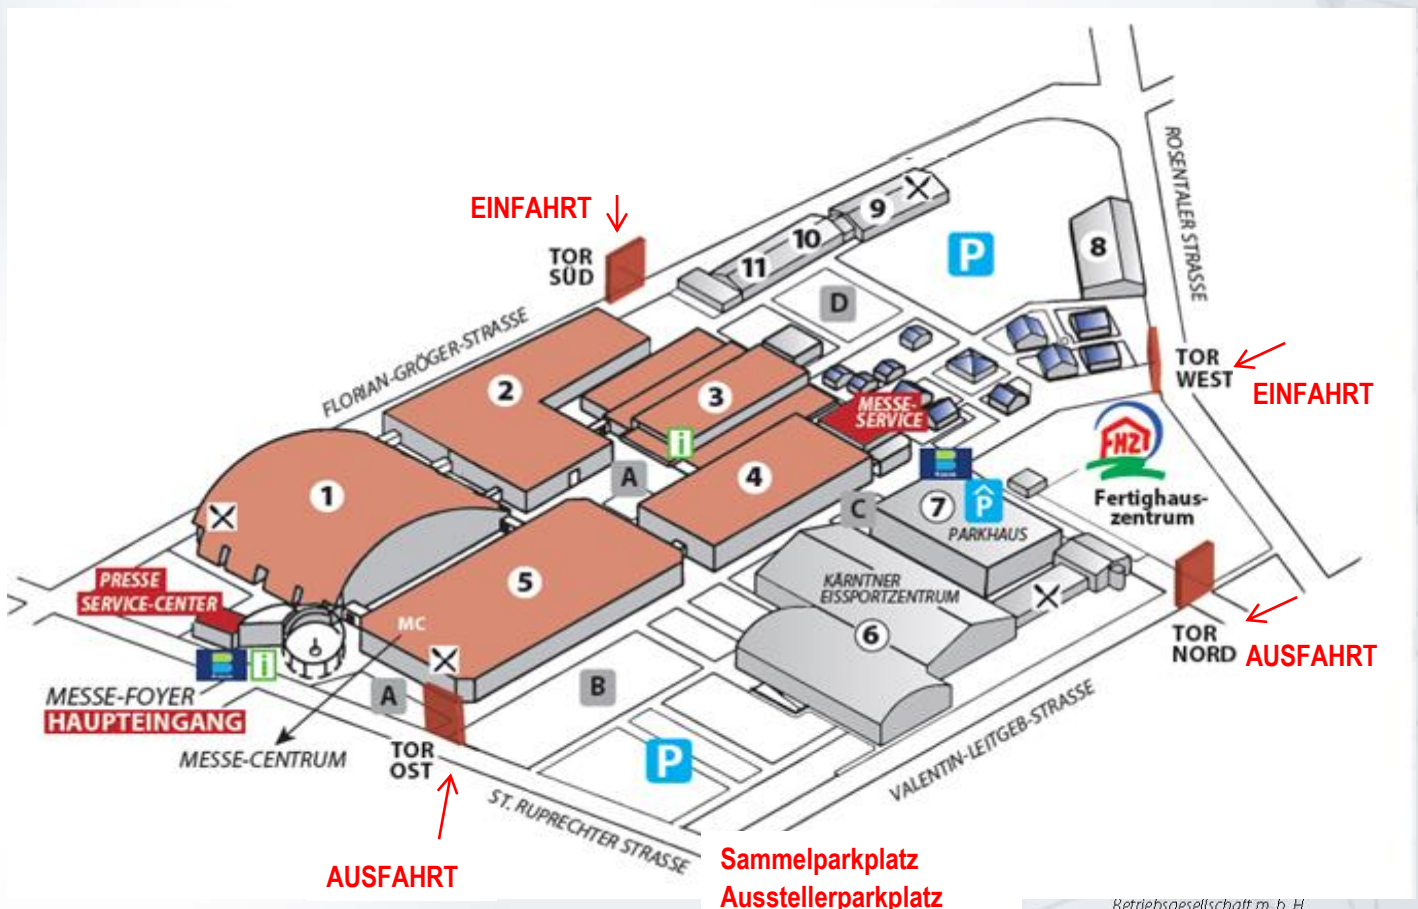 ROSENTALER STRASSE
EINFAHRT
TOR
SÜD
9
10
11
8
P
D
FLORIAN-GRÖGER-STRASSE
2
3
TOR
WEST
EINFAHRT
MESSE-
SERVICE
i
FHZT
Fertighaus-
zentrum
1
A
4
C
7
P
PARKHAUS
5
KÄRNTNER
EISSPORTZENTRUM
6
PRESSE
SERVICE-CENTER
MC
i
TOR
NORD
AUSFAHRT
MESSE-FOYER
HAUPTEINGANG
A
B
MESSE-CENTRUM
TOR
OST
P
VALENTIN-LEITGEB-STRASSE
ST. RUPRECHTER STRASSE
AUSFAHRT
Sammelparkplatz
Ausstellerparkplatz
Betriebsgesellschaft m. b. H.